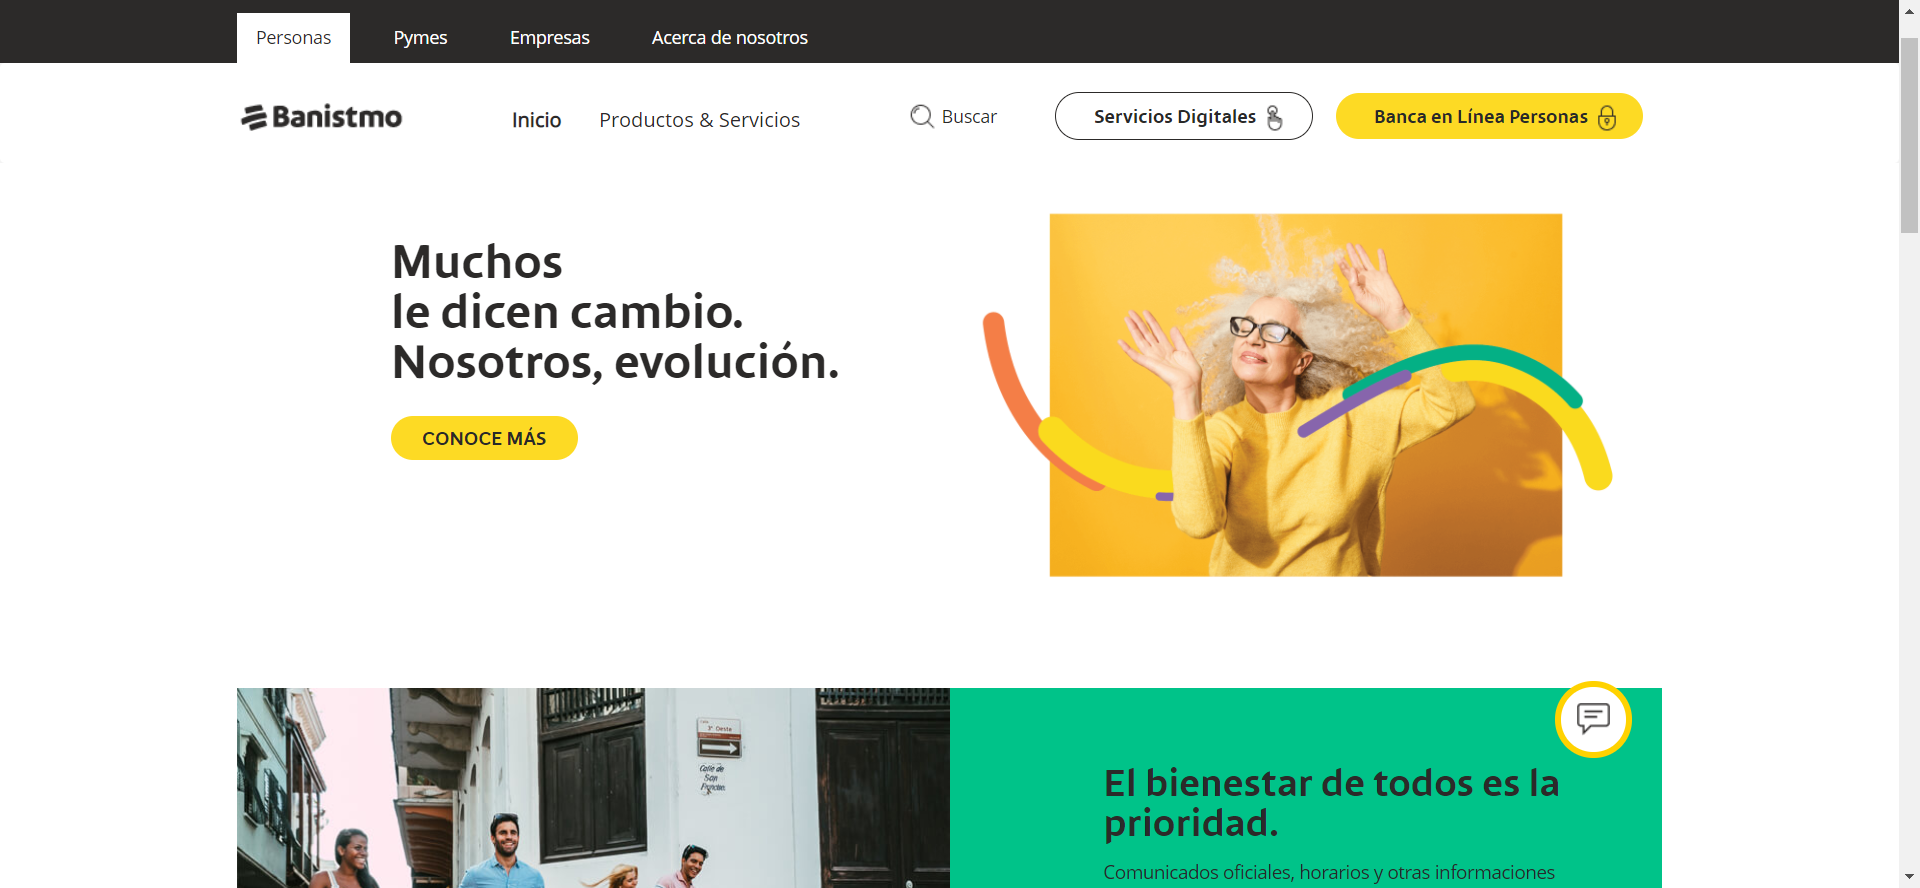 Personas
Pymes
Empresas
Acerca de nosotros
Banistmo
Inicio
Productos & Servicios
Buscar
Servicios Digitales
Banca en Línea Personas
Muchos
le dicen cambio.
Nosotros, evolución.
CONOCE MÁS
3ª Oeste
Calle de
San
El bienestar de todos es la
prioridad.
Comunicados oficiales, horarios y otras informaciones